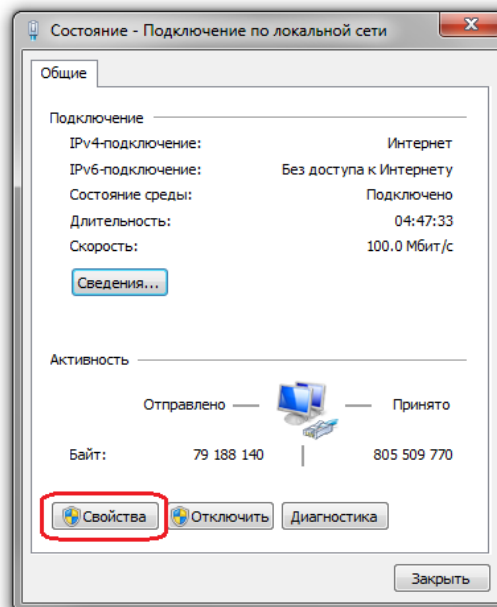 Состояние - Подключение по локальной сети
Общие
Подключение
IPv4-подключение: Интернет
IPv6-подключение: Без доступа к Интернету
Состояние среды: Подключено
Длительность: 04:47:33
Скорость: 100.0 Мбит/с
Сведения...
Активность
Отправлено — — Принято
Байт: 79 188 140 | 805 509 770
Свойства Отключить Диагностика
Закрыть